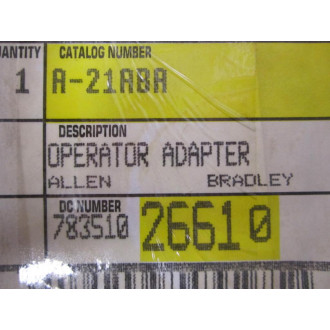 QUANTITY CATALOG NUMBER
1 A-21ABA
DESCRIPTION
OPERATOR ADAPTER
ALLEN BRADLEY
DC NUMBER
783510 26610